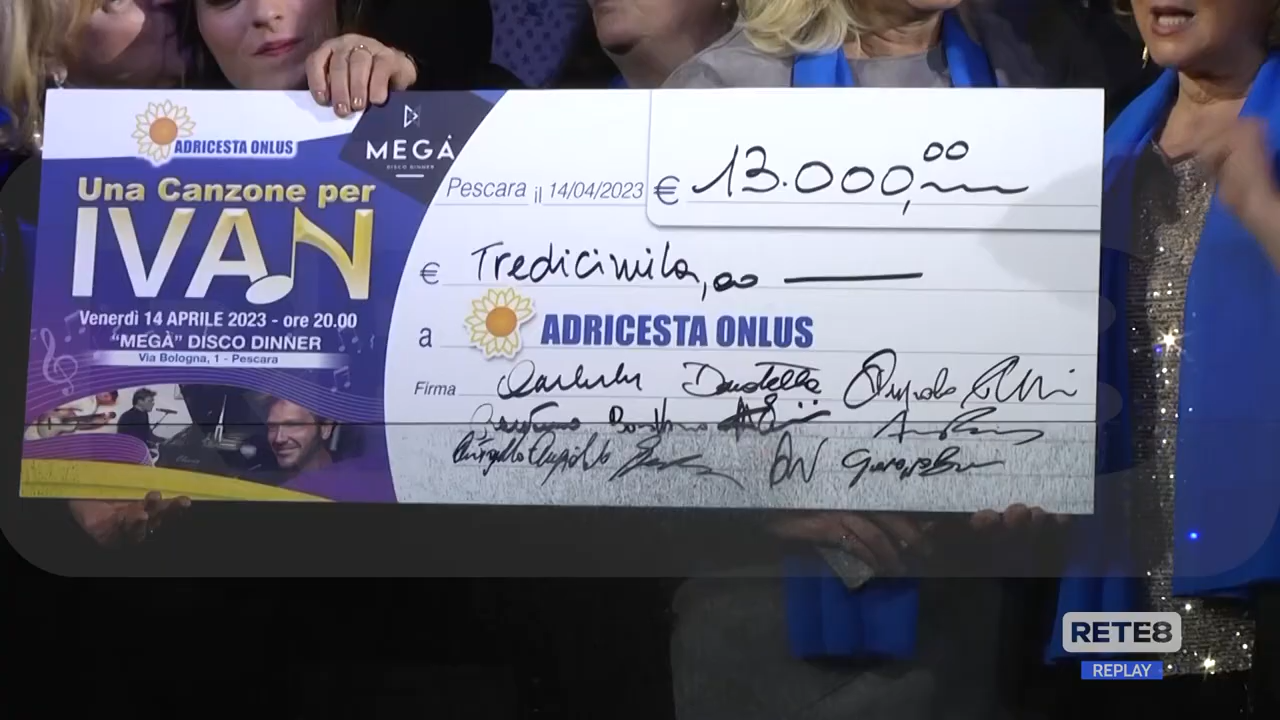 ADRICESTA ONLUS
Una Canzone per
IVAN
Venerdì 14 APRILE 2023 - ore 20.00
“MEGÀ” DISCO DINNER
Via Bologna, 1 - Pescara
MEGÀ
DISCO DINNER
Pescara il 14/04/2023 € 13.000,00
€ Tredicimila,00
a ADRICESTA ONLUS
Firma
RETE8
REPLAY